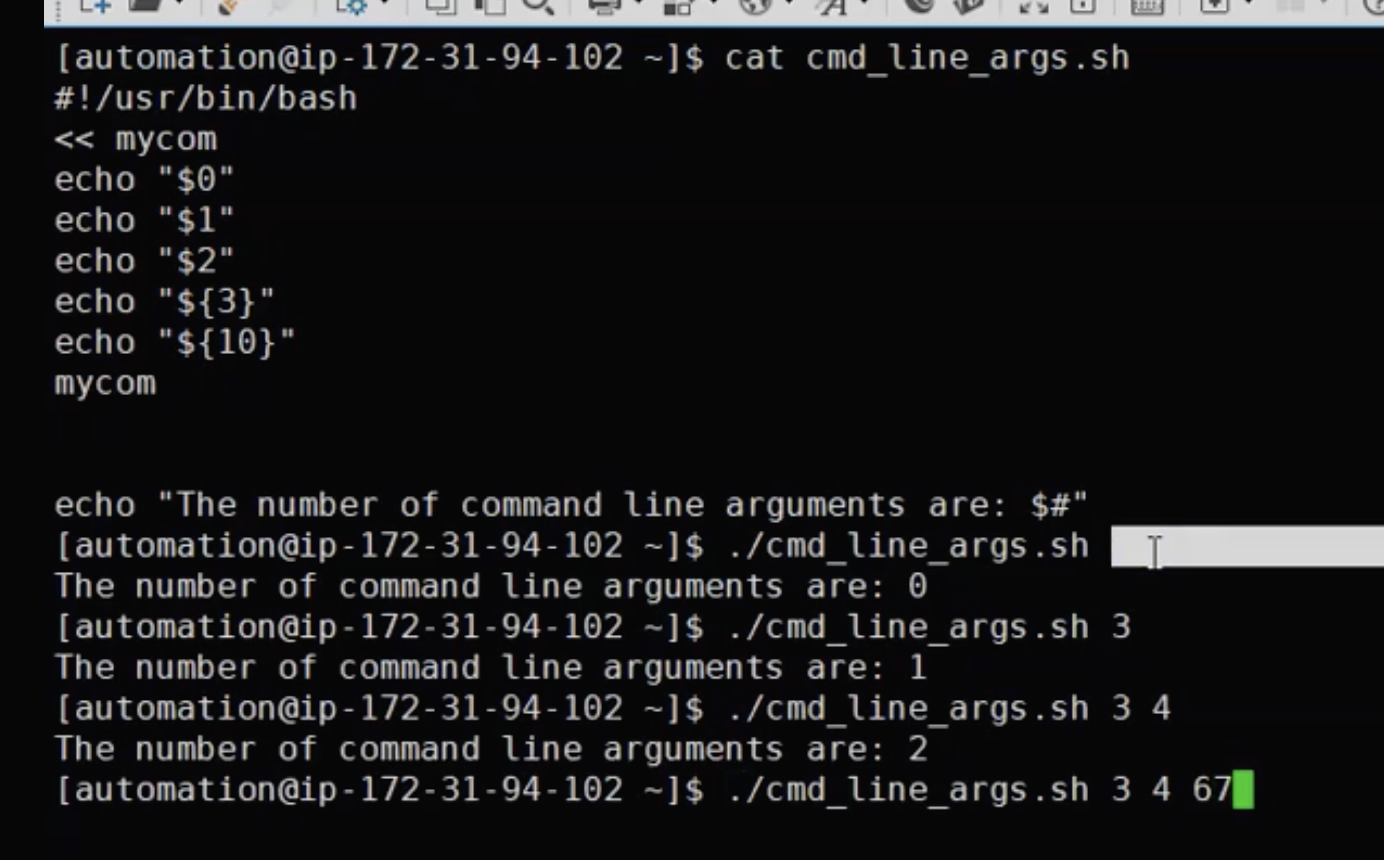 [automation@ip-172-31-94-102 ~]$ cat cmd_line_args.sh
#!/usr/bin/bash
<< mycom
echo "$0"
echo "$1"
echo "$2"
echo "${3}"
echo "${10}"
mycom
echo "The number of command line arguments are: $#"
[automation@ip-172-31-94-102 ~]$ ./cmd_line_args.sh
The number of command line arguments are: 0
[automation@ip-172-31-94-102 ~]$ ./cmd_line_args.sh 3
The number of command line arguments are: 1
[automation@ip-172-31-94-102 ~]$ ./cmd_line_args.sh 3 4
The number of command line arguments are: 2
[automation@ip-172-31-94-102 ~]$ ./cmd_line_args.sh 3 4 67